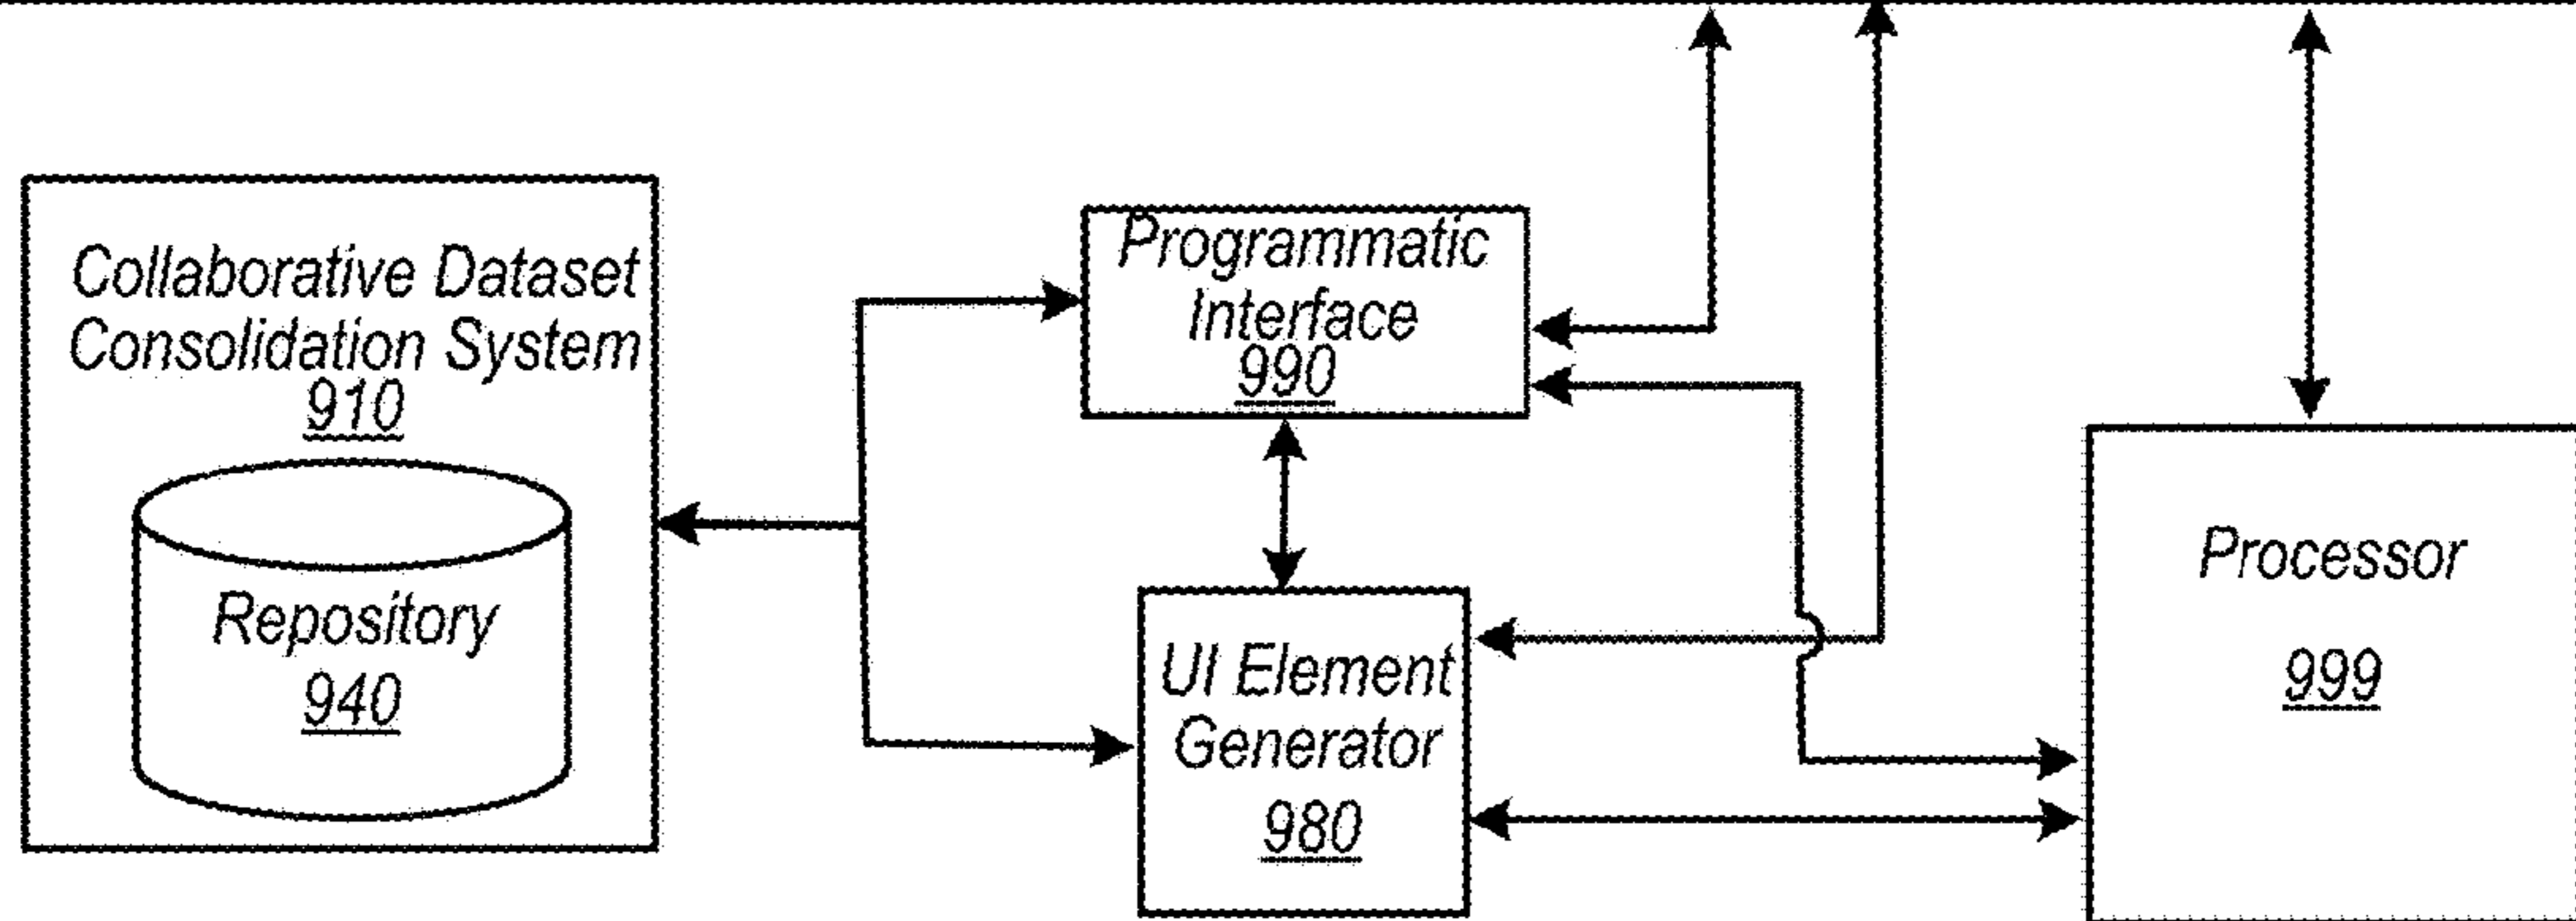 Collaborative Dataset
Consolidation System
910
Repository
940
Programmatic
Interface
990
UI Element
Generator
980
Processor
999